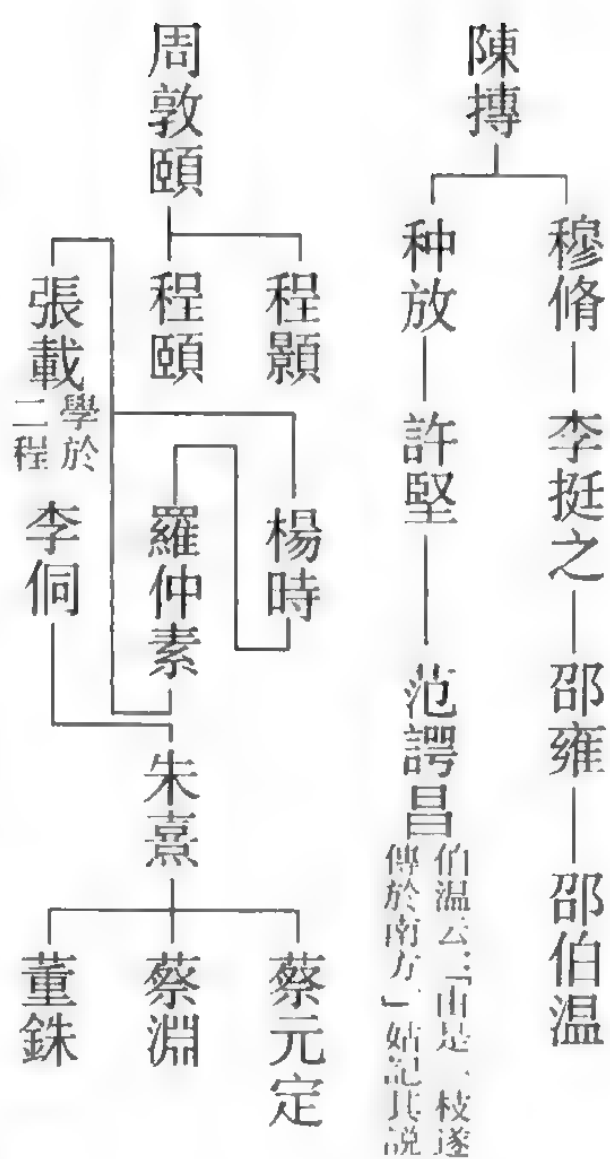 陳摶
穆脩
李挺之
邵雍
邵伯温
种放
許堅
范諤昌
伯温云:「由是一枝遂
傳於南方」姑記其説
周敦頤
程顥
程頤
張載
學於
二程
楊時
羅仲素
李侗
朱熹
蔡元定
蔡淵
董銖